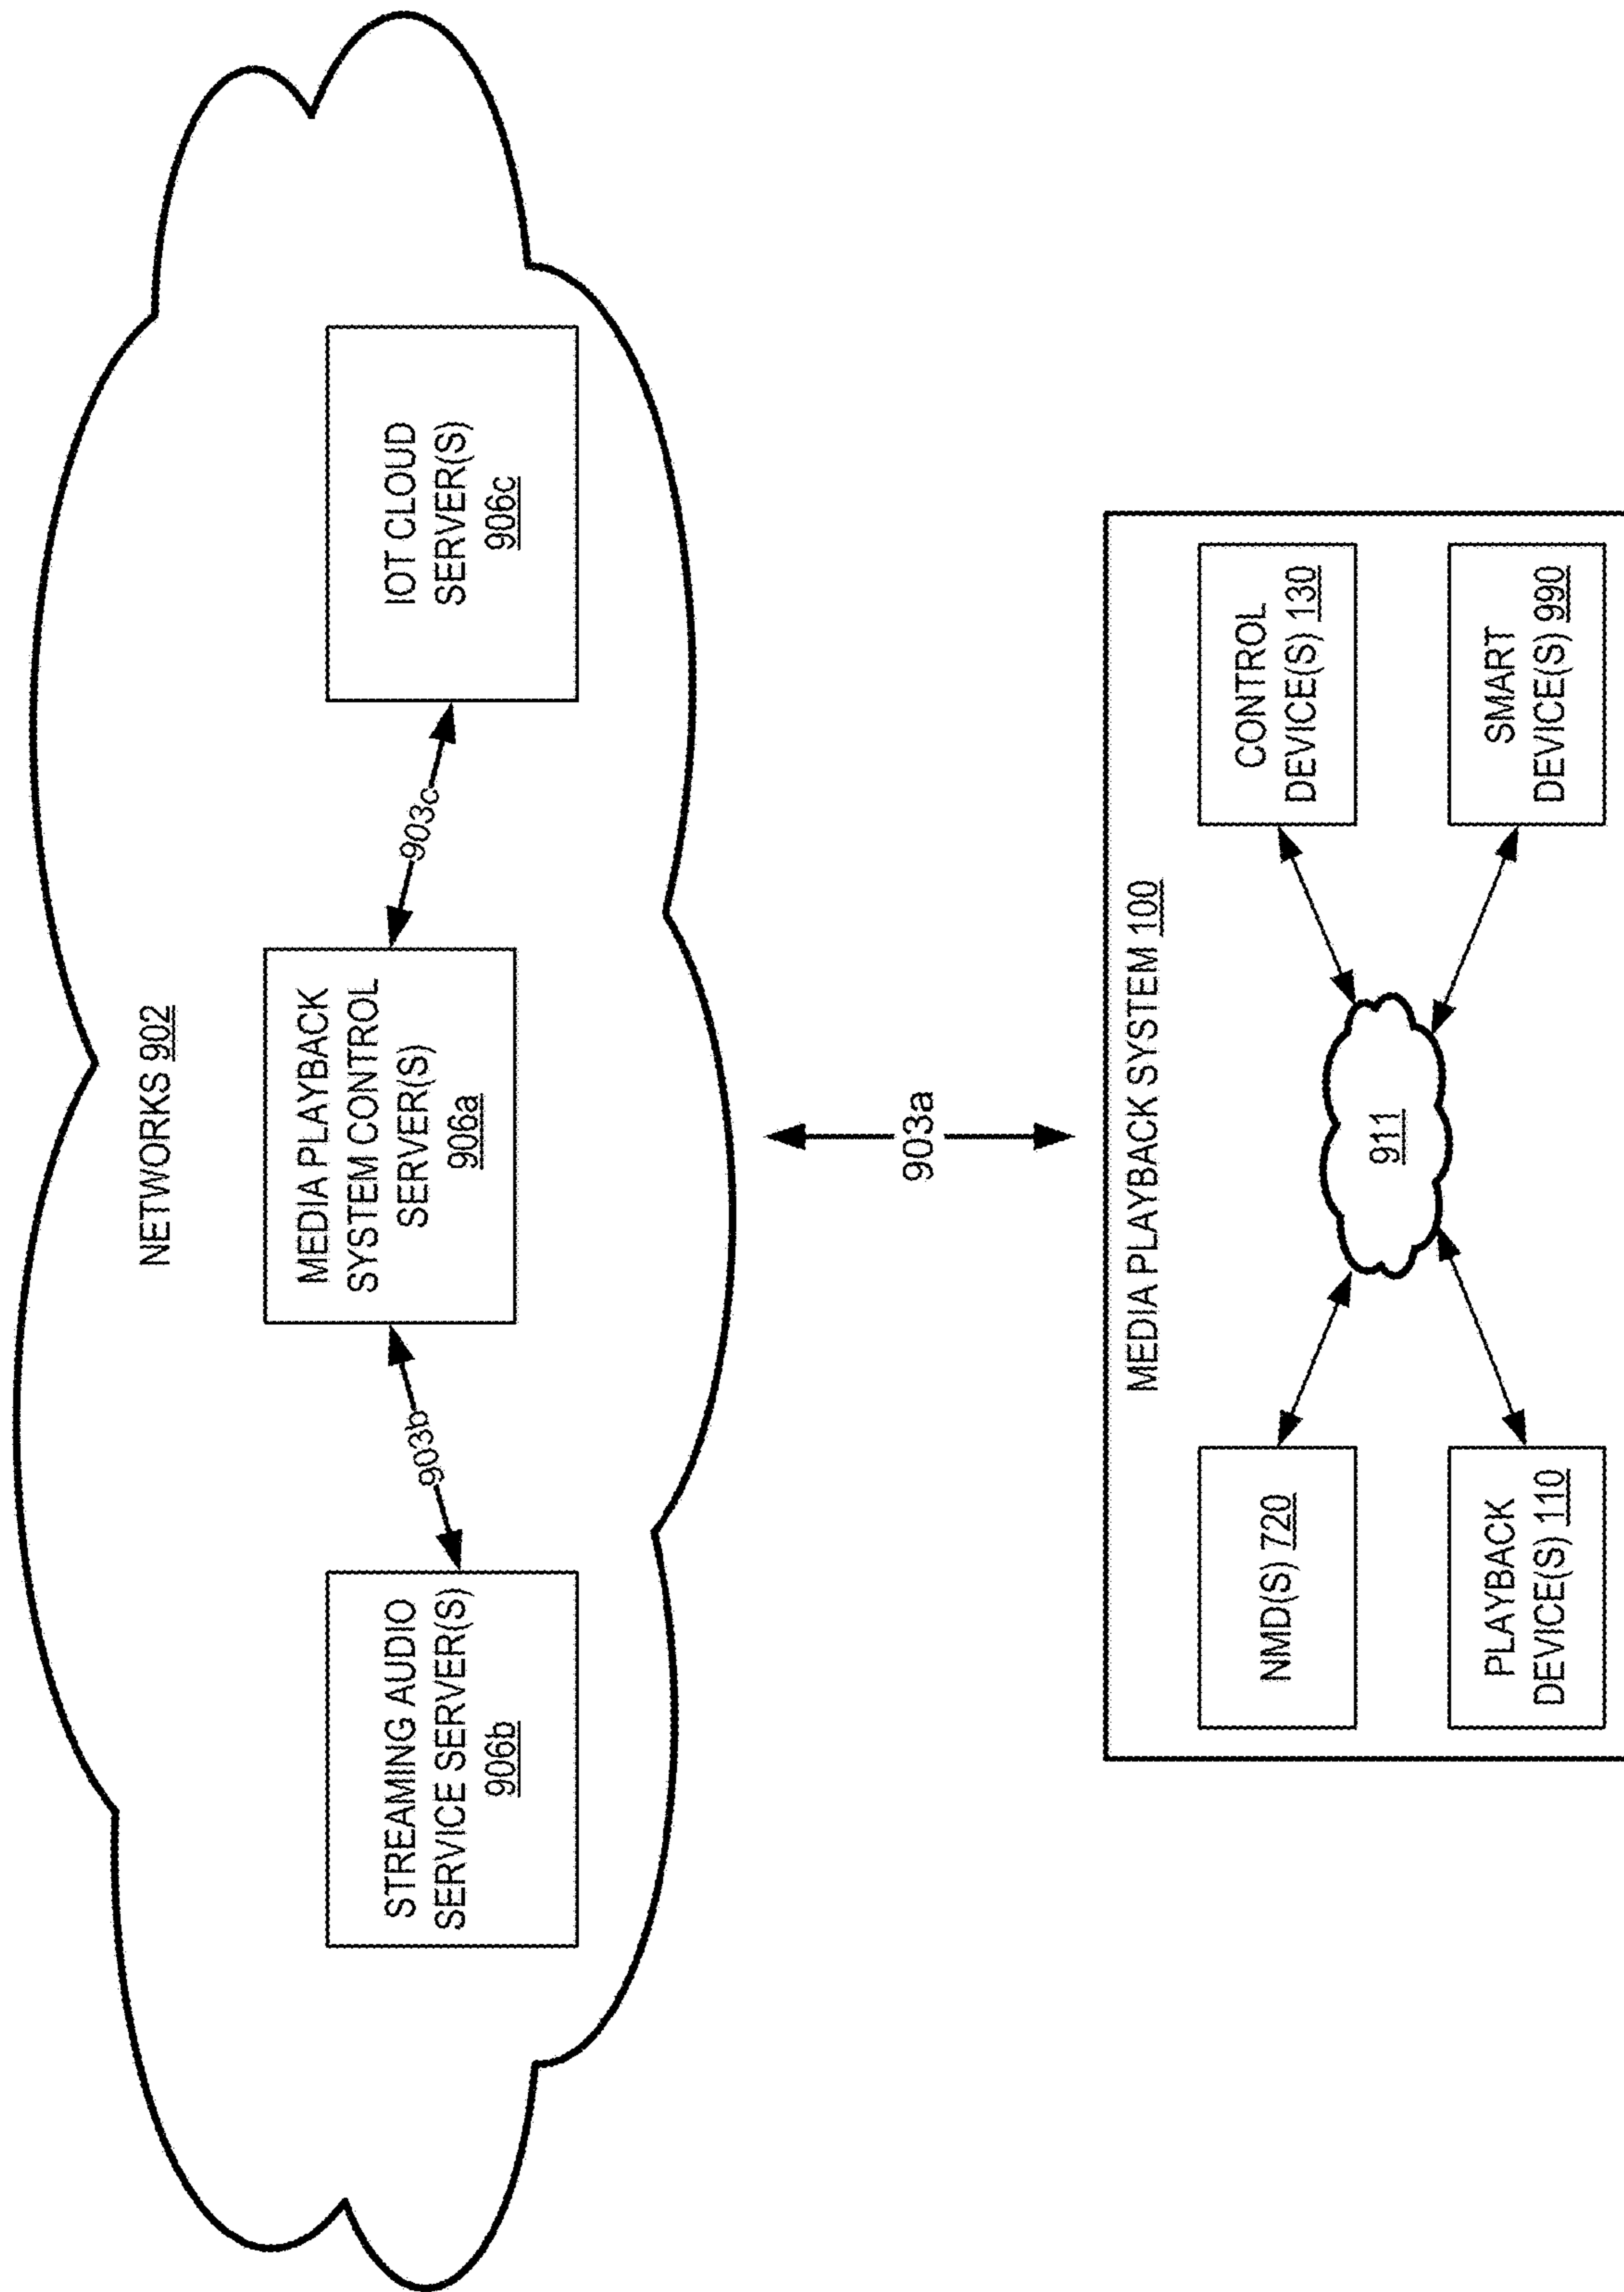 NETWORKS 902
STREAMING AUDIO
SERVICE SERVER(S)
906b
903b
MEDIA PLAYBACK
SYSTEM CONTROL
SERVER(S)
906a
903c
IOT CLOUD
SERVER(S)
906c
903a
MEDIA PLAYBACK SYSTEM 100
NMD(S) 720
CONTROL
DEVICE(S) 130
911
PLAYBACK
DEVICE(S) 110
SMART
DEVICE(S) 990